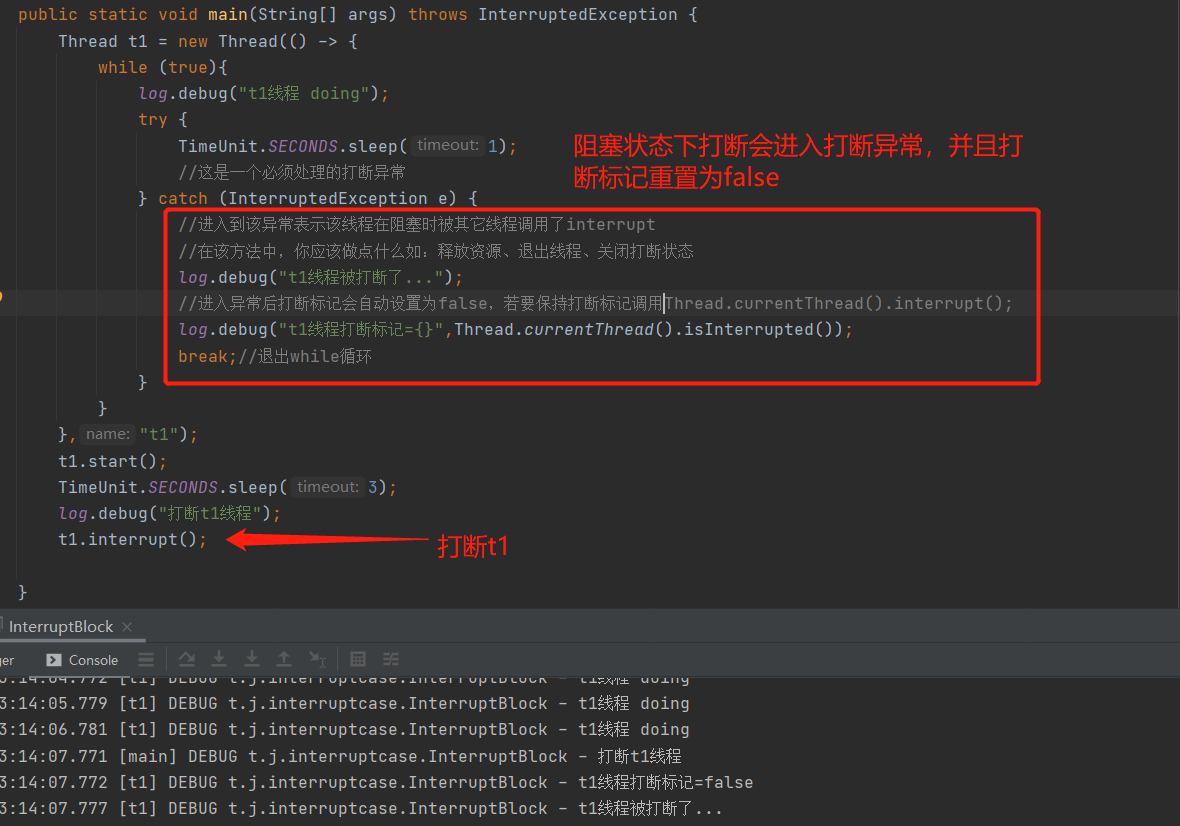 public static void main(String[] args) throws InterruptedException {
Thread t1 = new Thread(() -> {
while (true){
log.debug("t1线程 doing");
try {
TimeUnit.SECONDS.sleep( timeout: 1);
//这是一个必须处理的打断异常
阻塞状态下打断会进入打断异常，并且打
断标记重置为false
} catch (InterruptedException e) {
//进入到该异常表示该线程在阻塞时被其它线程调用了interrupt
//在该方法中，你应该做点什么如：释放资源、退出线程、关闭打断状态
log.debug("t1线程被打断了...");
//进入异常后打断标记会自动设置为false，若要保持打断标记调用Thread.currentThread().interrupt();
log.debug("t1线程打断标记={}",Thread.currentThread().isInterrupted());
break;//退出while循环
}
}
}, name: "t1");
t1.start();
TimeUnit.SECONDS.sleep( timeout: 3);
log.debug("打断t1线程");
t1.interrupt();
打断t1
}
InterruptBlock
ger Console
3:14:04.772 [t1] DEBUG t.j.interruptcase.InterruptBlock - t1线程 doing
3:14:05.779 [t1] DEBUG t.j.interruptcase.InterruptBlock - t1线程 doing
3:14:06.781 [t1] DEBUG t.j.interruptcase.InterruptBlock - t1线程 doing
3:14:07.771 [main] DEBUG t.j.interruptcase.InterruptBlock - 打断t1线程
3:14:07.772 [t1] DEBUG t.j.interruptcase.InterruptBlock - t1线程打断标记=false
3:14:07.777 [t1] DEBUG t.j.interruptcase.InterruptBlock - t1线程被打断了...